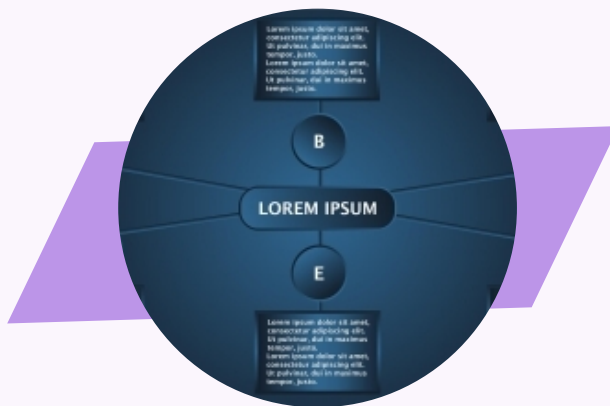 Lorem ipsum dolor sit amet,
consectetur adipiscing elit.
Ut pulvinar, dui in maximus
tempor, justo.
Lorem ipsum dolor sit amet,
consectetur adipiscing elit.
Ut pulvinar, dui in maximus
tempor, justo.
B
LOREM IPSUM
E
Lorem ipsum dolor sit amet,
consectetur adipiscing elit.
Ut pulvinar, dui in maximus
tempor, justo.
Lorem ipsum dolor sit amet,
consectetur adipiscing elit.
Ut pulvinar, dui in maximus
tempor, justo.